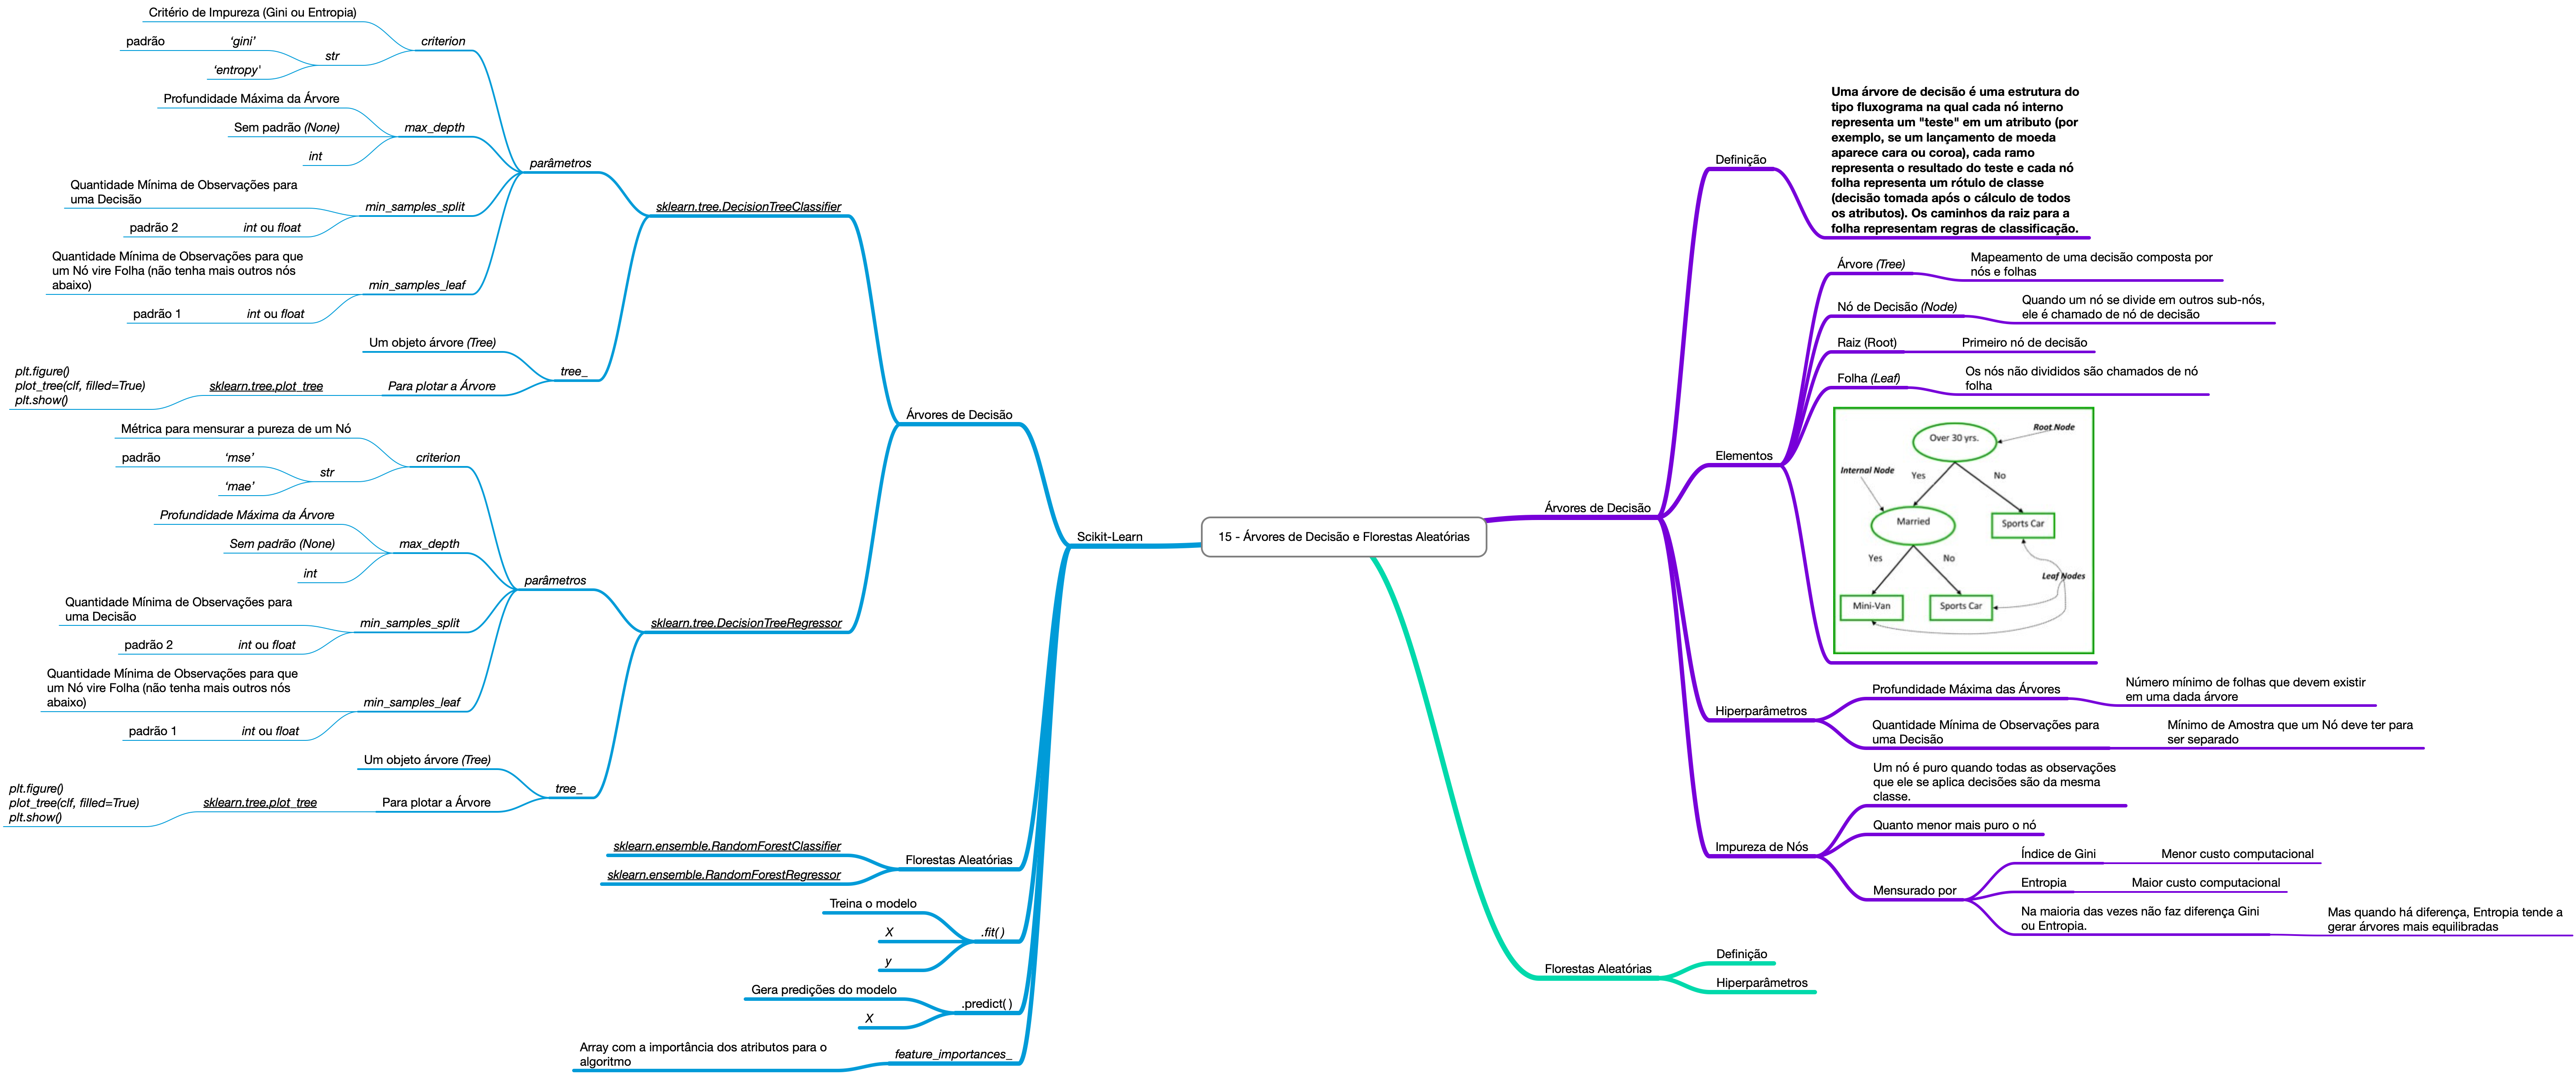 15 - Árvores de Decisão e Florestas Aleatórias
Árvores de Decisão
Definição
Uma árvore de decisão é uma estrutura do
tipo fluxograma na qual cada nó interno
representa um "teste" em um atributo (por
exemplo, se um lançamento de moeda
aparece cara ou coroa), cada ramo
representa o resultado do teste e cada nó
folha representa um rótulo de classe
(decisão tomada após o cálculo de todos
os atributos). Os caminhos da raiz para a
folha representam regras de classificação.
Elementos
Árvore (Tree)
Mapeamento de uma decisão composta por
nós e folhas
Nó de Decisão (Node)
Quando um nó se divide em outros sub-nós,
ele é chamado de nó de decisão
Raiz (Root)
Primeiro nó de decisão
Folha (Leaf)
Os nós não divididos são chamados de nó
folha
Over 30 yrs.
Root Node
Internal Node
Yes
No
Married
Sports Car
Yes
No
Leaf Nodes
Mini-Van
Sports Car
Hiperparâmetros
Profundidade Máxima das Árvores
Número mínimo de folhas que devem existir
em uma dada árvore
Quantidade Mínima de Observações para
uma Decisão
Mínimo de Amostra que um Nó deve ter para
ser separado
Impureza de Nós
Um nó é puro quando todas as observações
que ele se aplica decisões são da mesma
classe.
Quanto menor mais puro o nó
Mensurado por
Índice de Gini
Menor custo computacional
Entropia
Maior custo computacional
Na maioria das vezes não faz diferença Gini
ou Entropia.
Mas quando há diferença, Entropia tende a
gerar árvores mais equilibradas
Florestas Aleatórias
Definição
Hiperparâmetros
Scikit-Learn
Árvores de Decisão
sklearn.tree.DecisionTreeClassifier
parâmetros
criterion
Critério de Impureza (Gini ou Entropia)
str
‘gini’
padrão
‘entropy'
max_depth
Profundidade Máxima da Árvore
Sem padrão (None)
int
min_samples_split
Quantidade Mínima de Observações para
uma Decisão
int ou float
padrão 2
min_samples_leaf
Quantidade Mínima de Observações para que
um Nó vire Folha (não tenha mais outros nós
abaixo)
int ou float
padrão 1
tree_
Um objeto árvore (Tree)
Para plotar a Árvore
sklearn.tree.plot_tree
plt.figure()
plot_tree(clf, filled=True)
plt.show()
sklearn.tree.DecisionTreeRegressor
parâmetros
criterion
Métrica para mensurar a pureza de um Nó
str
‘mse’
padrão
‘mae’
max_depth
Profundidade Máxima da Árvore
Sem padrão (None)
int
min_samples_split
Quantidade Mínima de Observações para
uma Decisão
int ou float
padrão 2
min_samples_leaf
Quantidade Mínima de Observações para que
um Nó vire Folha (não tenha mais outros nós
abaixo)
int ou float
padrão 1
tree_
Um objeto árvore (Tree)
Para plotar a Árvore
sklearn.tree.plot_tree
plt.figure()
plot_tree(clf, filled=True)
plt.show()
Florestas Aleatórias
sklearn.ensemble.RandomForestClassifier
sklearn.ensemble.RandomForestRegressor
.fit( )
Treina o modelo
X
y
.predict( )
Gera predições do modelo
X
feature_importances_
Array com a importância dos atributos para o
algoritmo